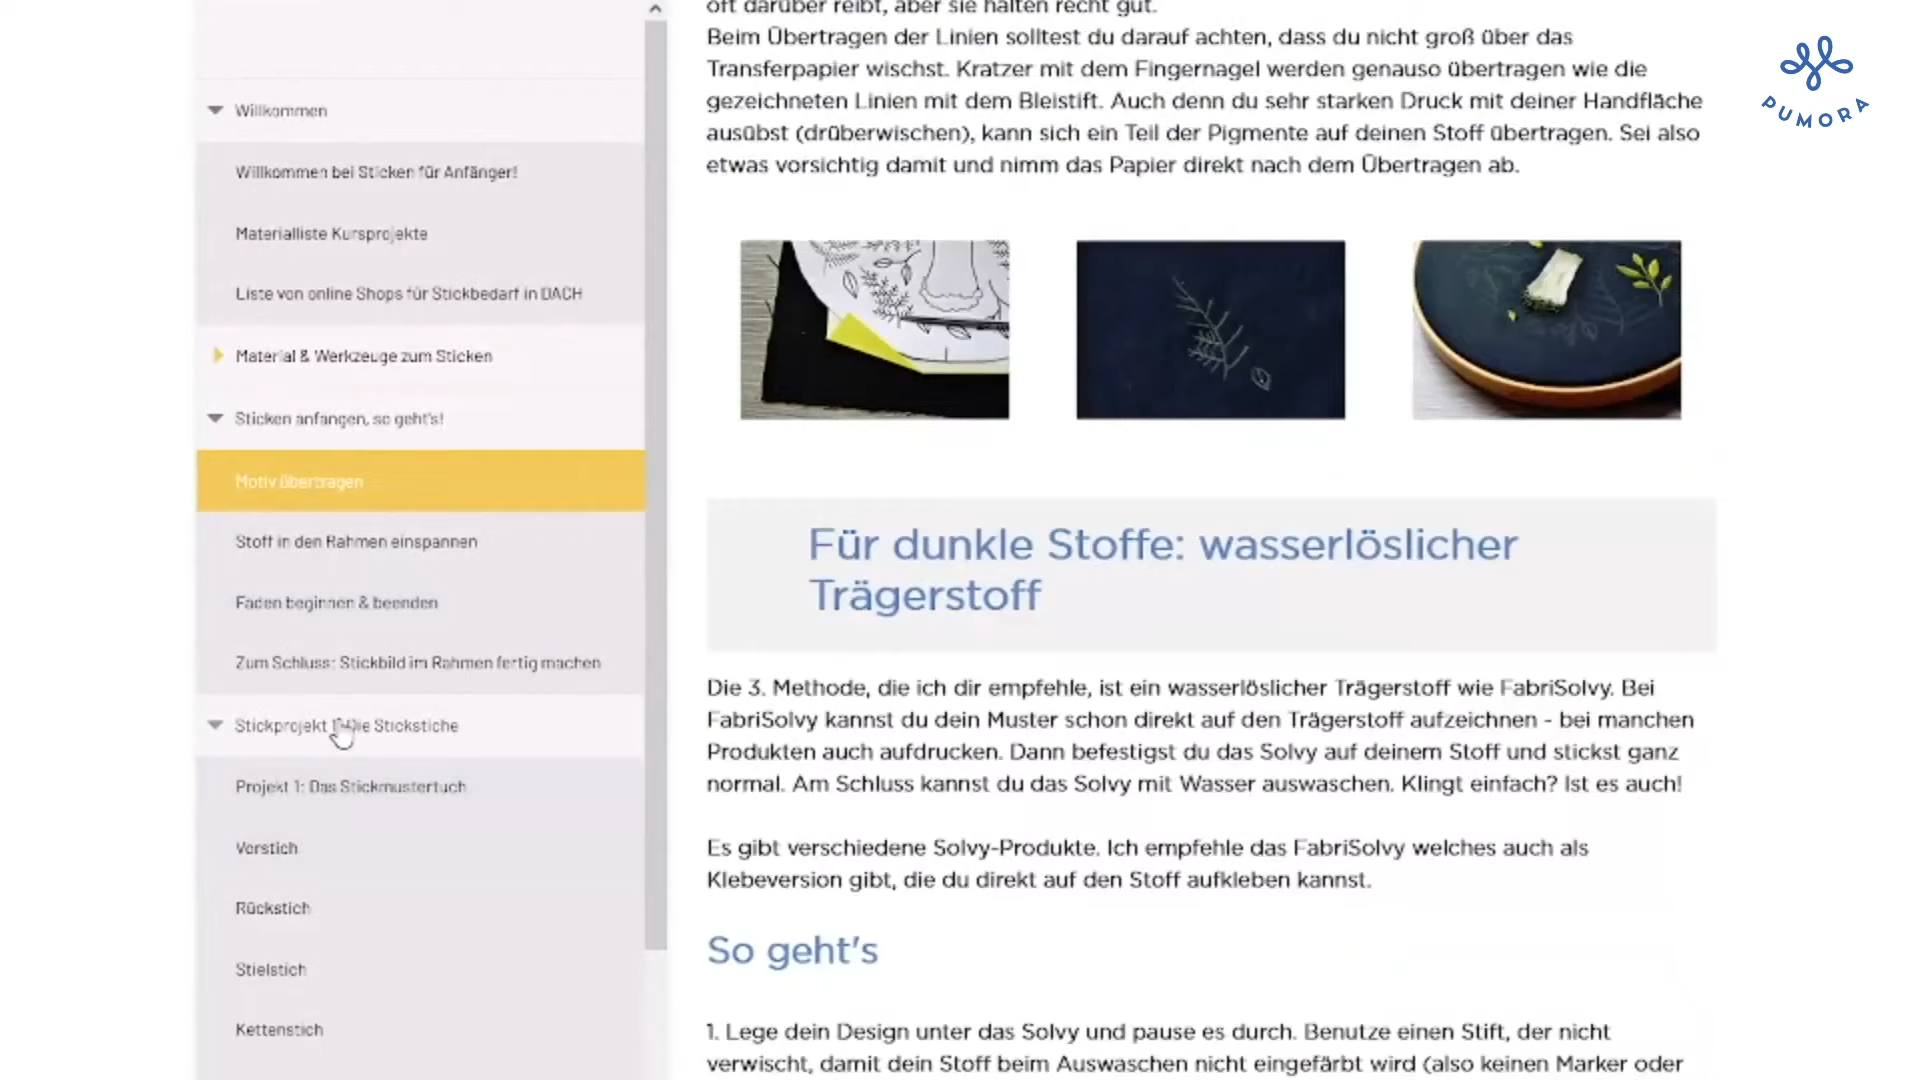 Willkommen
Willkommen bei Sticken für Anfänger!
Materialliste Kursprojekte
Liste von online Shops für Stickbedarf in DACH
Material & Werkzeuge zum Sticken
Sticken anfangen, so geht's!
Motiv übertragen
Stoff in den Rahmen einspannen
Faden beginnen & beenden
Zum Schluss: Stickbild im Rahmen fertig machen
Stickprojekt Die Stickstiche
Projekt 1: Das Stickmustertuch
Vorstich
Rückstich
Stielstich
Kettenstich
oft darüber reibt, aber sie halten recht gut.
Beim Übertragen der Linien solltest du darauf achten, dass du nicht groß über das
Transferpapier wischst. Kratzer mit dem Fingernagel werden genauso übertragen wie die
gezeichneten Linien mit dem Bleistift. Auch denn du sehr starken Druck mit deiner Handfläche
ausübst (drüberwischen), kann sich ein Teil der Pigmente auf deinen Stoff übertragen. Sei also
etwas vorsichtig damit und nimm das Papier direkt nach dem Übertragen ab.
Für dunkle Stoffe: wasserlöslicher
Trägerstoff
Die 3. Methode, die ich dir empfehle, ist ein wasserlöslicher Trägerstoff wie FabriSolvy. Bei
FabriSolvy kannst du dein Muster schon direkt auf den Trägerstoff aufzeichnen - bei manchen
Produkten auch aufdrucken. Dann befestigst du das Solvy auf deinem Stoff und stickst ganz
normal. Am Schluss kannst du das Solvy mit Wasser auswaschen. Klingt einfach? Ist es auch!
Es gibt verschiedene Solvy-Produkte. Ich empfehle das FabriSolvy welches auch als
Klebeversion gibt, die du direkt auf den Stoff aufkleben kannst.
So geht's
1. Lege dein Design unter das Solvy und pause es durch. Benutze einen Stift, der nicht
verwischt, damit dein Stoff beim Auswaschen nicht eingefärbt wird (also keinen Marker oder
PUMORA